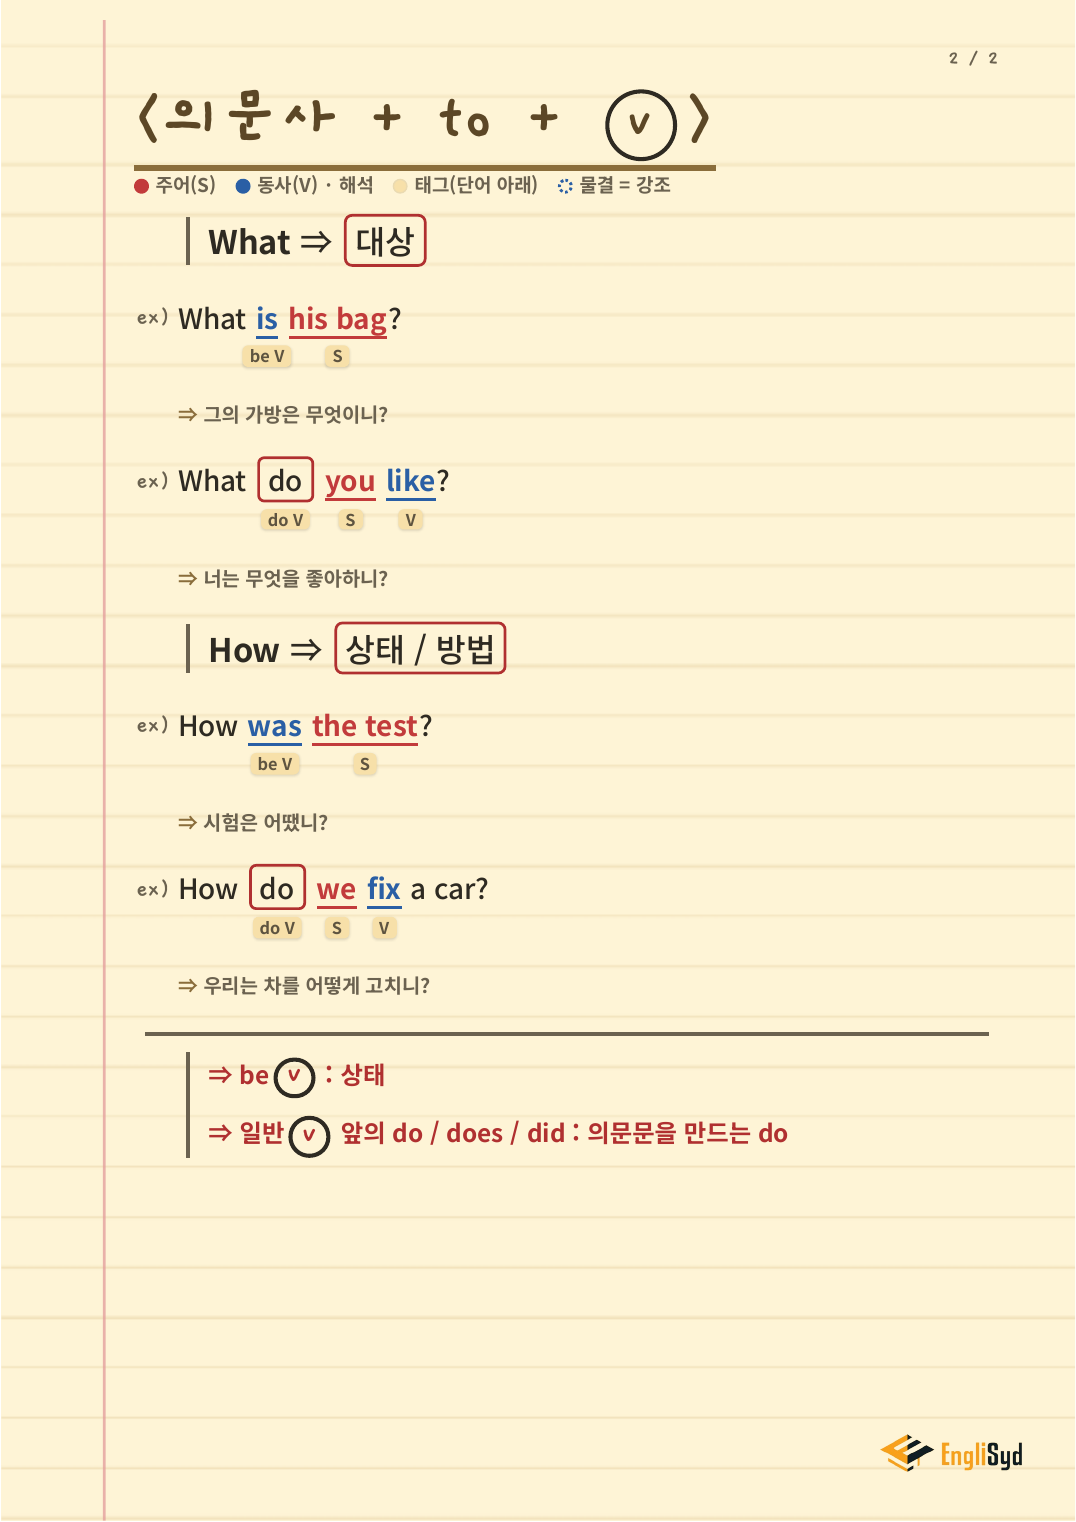 2 / 2
<의문사 + to + V>
주어(S) 동사(V) · 해석 태그(단어 아래) 물결 = 강조
What ⇒ 대상
ex) What is his bag?
be V S
⇒ 그의 가방은 무엇이니?
ex) What do you like?
do V S V
⇒ 너는 무엇을 좋아하니?
How ⇒ 상태 / 방법
ex) How was the test?
be V S
⇒ 시험은 어땠니?
ex) How do we fix a car?
do V S V
⇒ 우리는 차를 어떻게 고치니?
⇒ be V : 상태
⇒ 일반 V 앞의 do / does / did : 의문문을 만드는 do
EngliSyd